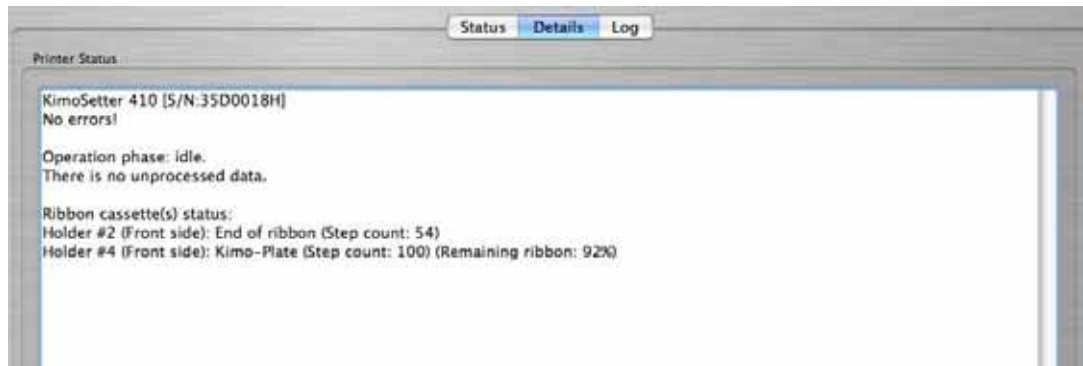 Status Details Log
Printer Status
KimoSetter 410 [S/N:35D0018H]
No errors!
Operation phase: idle.
There is no unprocessed data.
Ribbon cassette(s) status:
Holder #2 (Front side): End of ribbon (Step count: 54)
Holder #4 (Front side): Kimo-Plate (Step count: 100) (Remaining ribbon: 92%)